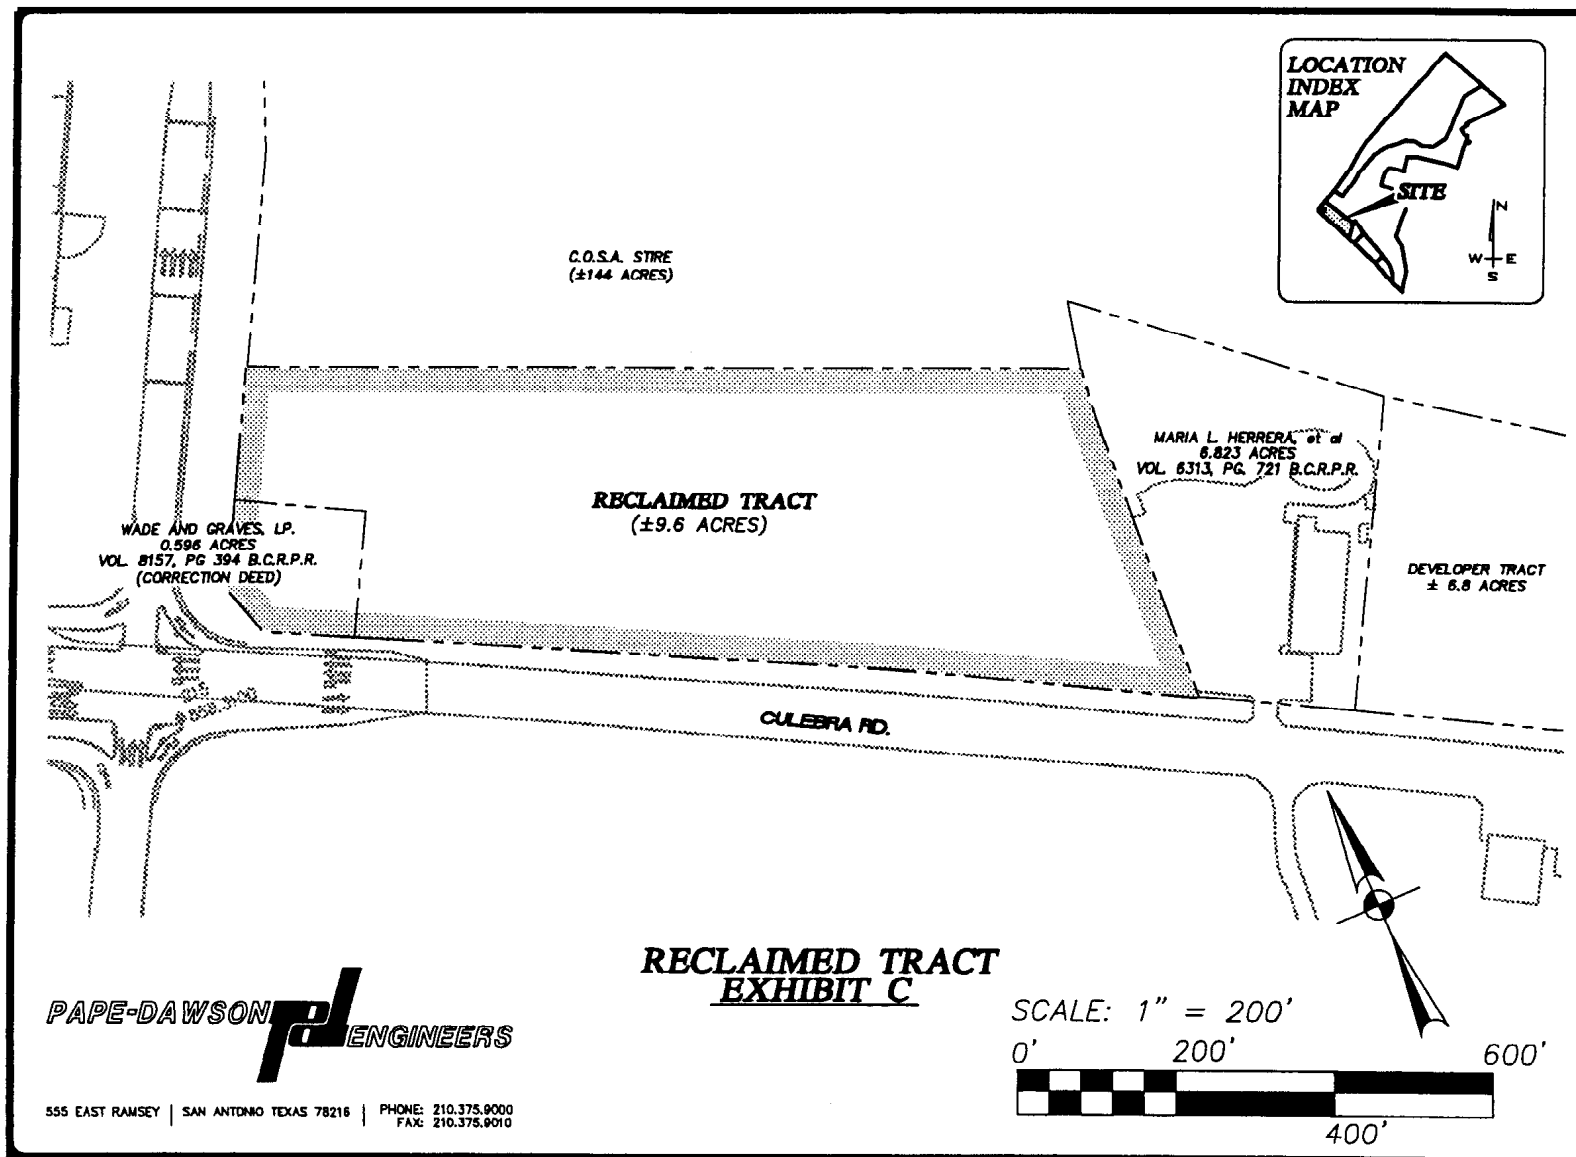 LOCATION
INDEX
MAP
SITE
N
W E
S
C.O.S.A. STIRE
(±144 ACRES)
MARIA L. HERRERA, et al
6.823 ACRES
VOL. 6313, PG. 721 B.C.R.P.R.
RECLAIMED TRACT
(±9.6 ACRES)
WADE AND GRAVES, LP.
0.596 ACRES
VOL. 8157, PG 394 B.C.R.P.R.
(CORRECTION DEED)
DEVELOPER TRACT
± 6.8 ACRES
CULEBRA RD.
RECLAIMED TRACT
EXHIBIT C
PAPE-DAWSON pd ENGINEERS
555 EAST RAMSEY | SAN ANTONIO TEXAS 78216 | PHONE: 210.375.9000
FAX: 210.375.9010
SCALE: 1" = 200'
0' 200' 600'
400'